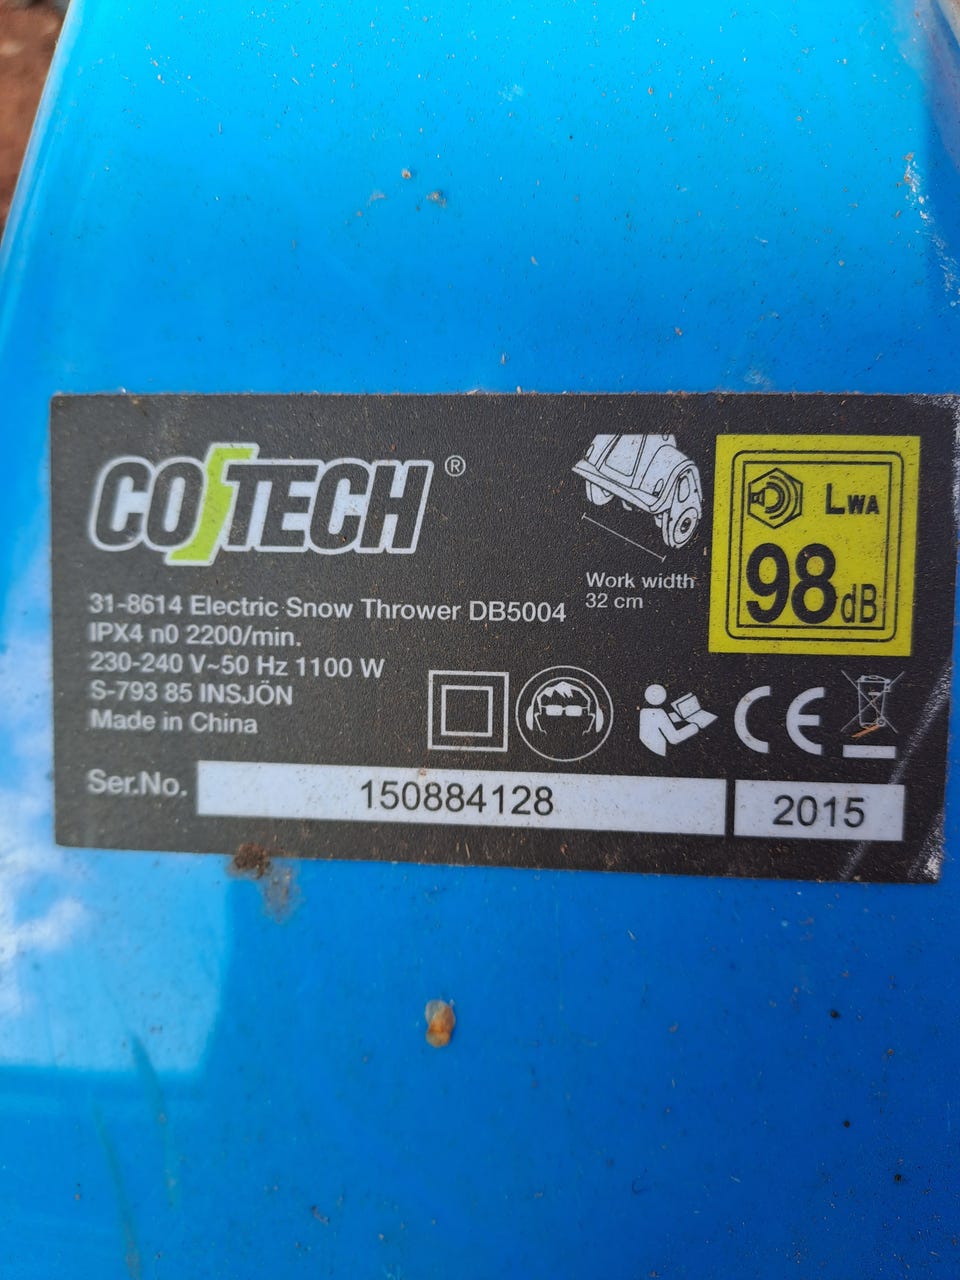 COTECH®
31-8614 Electric Snow Thrower DB5004
IPX4 n0 2200/min.
230-240 V~50 Hz 1100 W
S-793 85 INSJÖN
Made in China
Work width
32 cm
LWA
98dB
CE
Ser.No. 150884128 2015